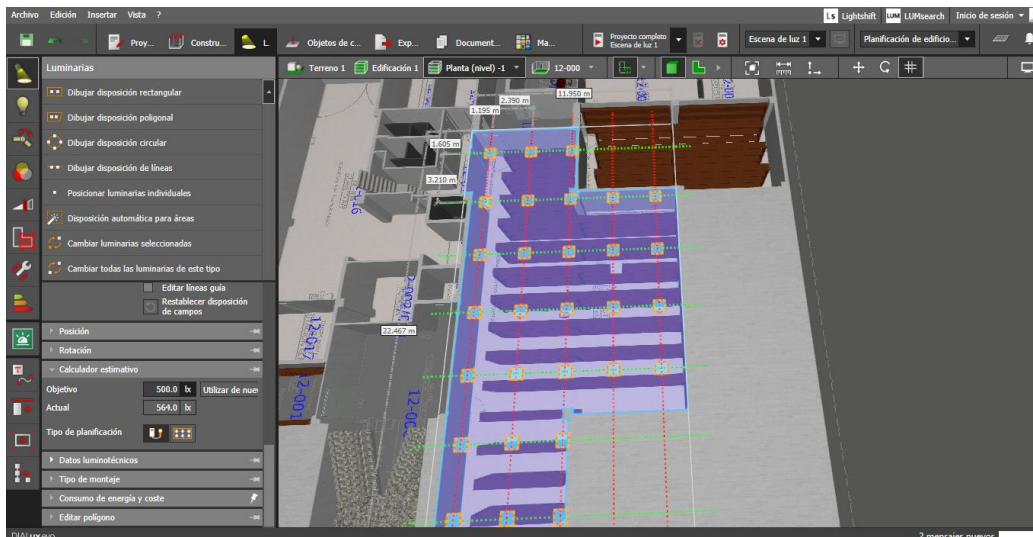 Archivo Edición Insertar Vista ?
Ls Lightshift LUM LUMsearch Inicio de sesión
Proy... Constru... L. Objetos de c... Exp... Document... Ma... Proyecto completo Escena de luz 1 Escena de luz 1 Planificación de edificio...
Luminarias
Terreno 1 Edificación 1 Planta (nivel) -1 12-000
Dibujar disposición rectangular
Dibujar disposición poligonal
Dibujar disposición circular
Dibujar disposición de líneas
Posicionar luminarias individuales
Disposición automática para áreas
Cambiar luminarias seleccionadas
Cambiar todas las luminarias de este tipo
Editar líneas guía
Restablecer disposición
de campos
Posición
Rotación
Calculador estimativo
Objetivo 500.0 lx Utilizar de nue
Actual 564.0 lx
Tipo de planificación
Datos luminotécnicos
Tipo de montaje
Consumo de energía y coste
Editar polígono
11.950 m
2.390 m
1.195 m
1.605 m
3.210 m
22.467 m
12-017
12-001
DIALux evo
2 mensajes nuevos